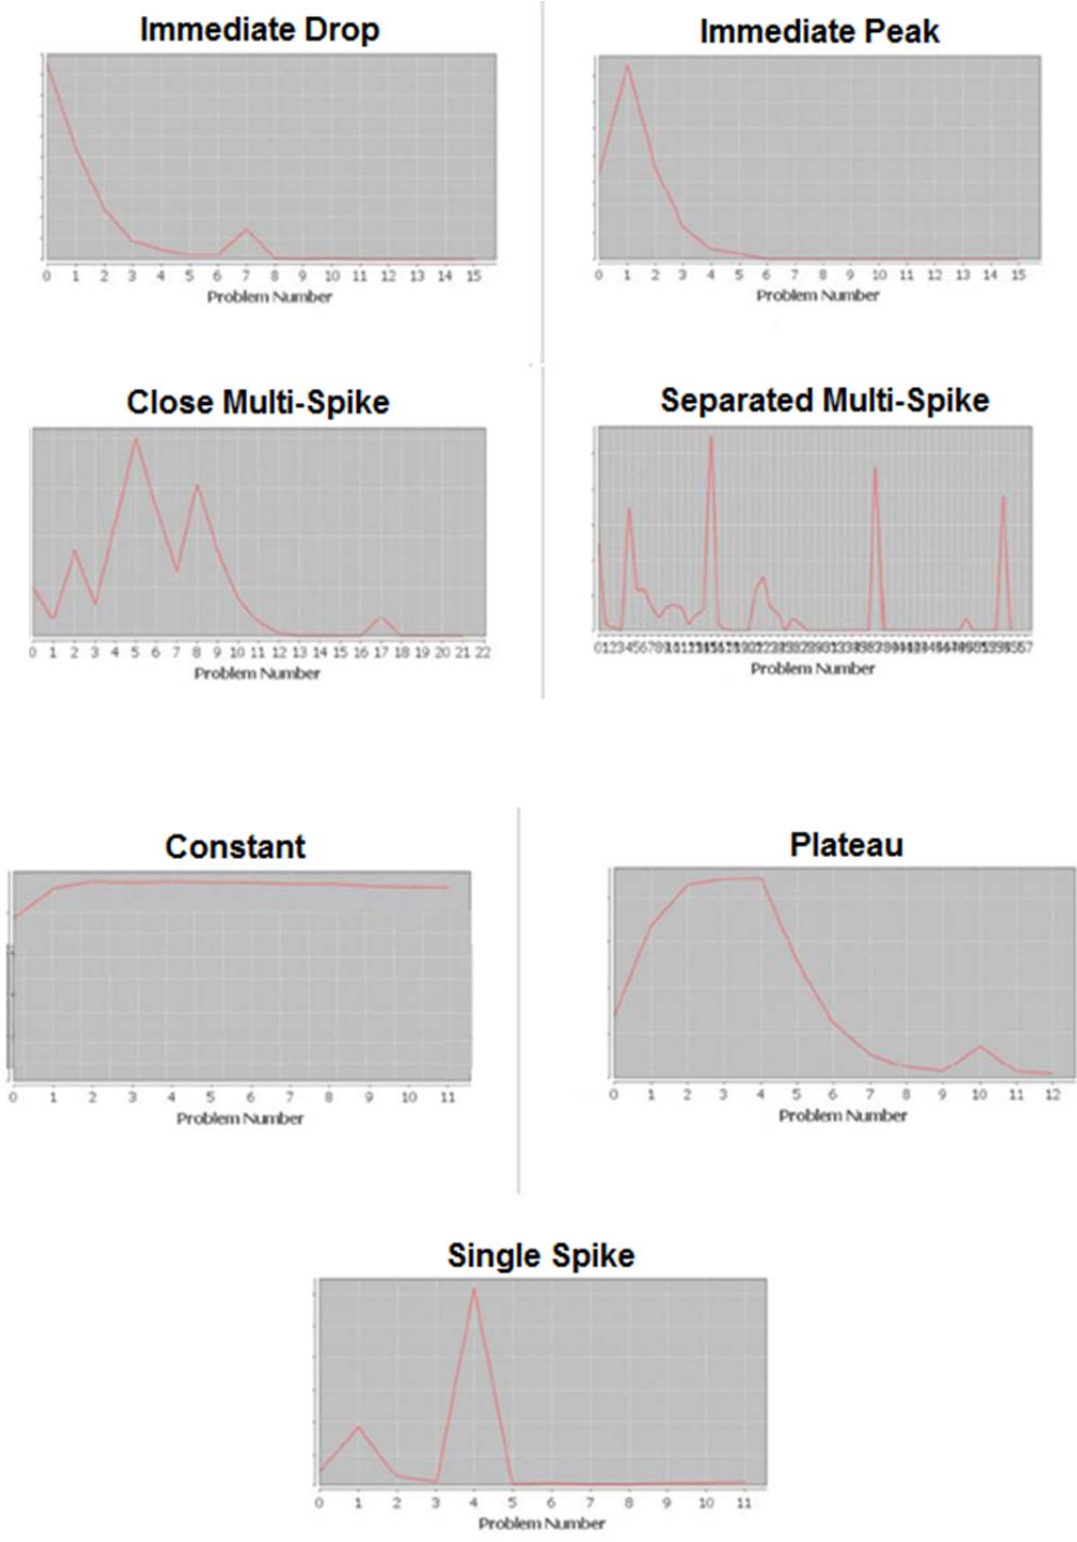 Immediate Drop
0 1 2 3 4 5 6 7 8 9 10 11 12 13 14 15
Problem Number
Immediate Peak
0 1 2 3 4 5 6 7 8 9 10 11 12 13 14 15
Problem Number
Close Multi-Spike
0 1 2 3 4 5 6 7 8 9 10 11 12 13 14 15 16 17 18 19 20 21 22
Problem Number
Separated Multi-Spike
Problem Number
Constant
0 1 2 3 4 5 6 7 8 9 10 11
Problem Number
Plateau
0 1 2 3 4 5 6 7 8 9 10 11 12
Problem Number
Single Spike
0 1 2 3 4 5 6 7 8 9 10 11
Problem Number